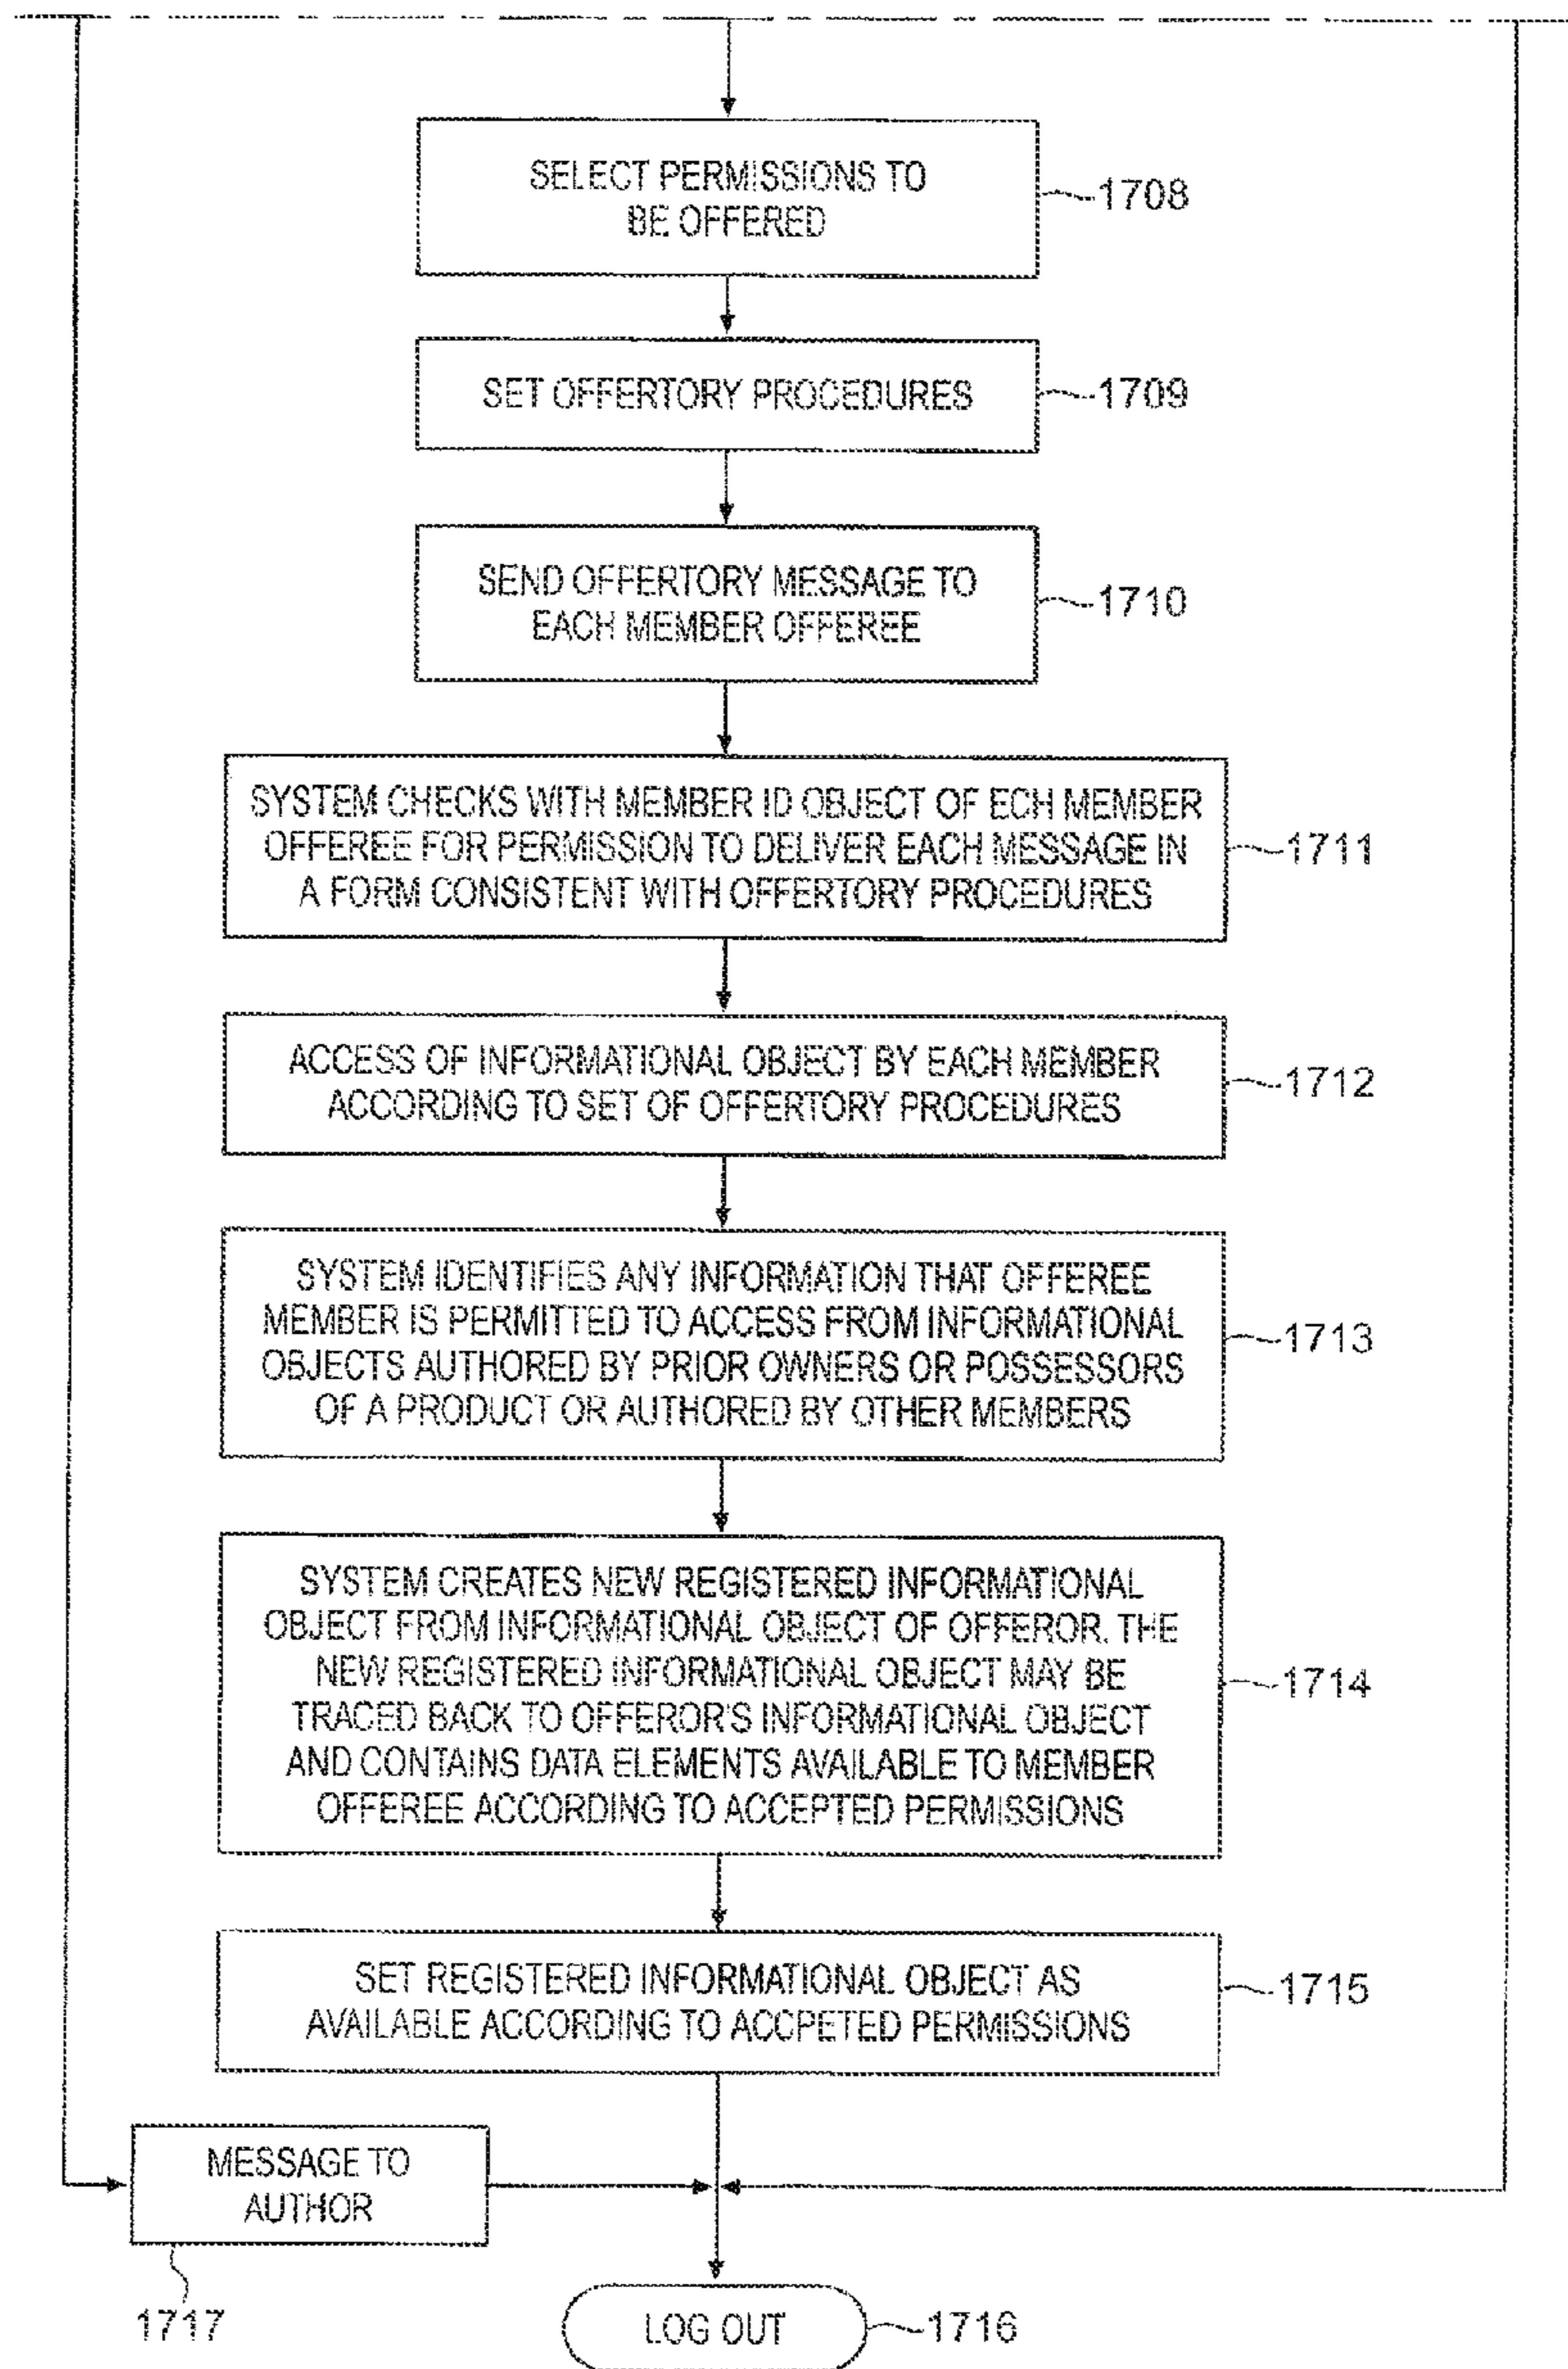 SELECT PERMISSIONS TO
BE OFFERED
1708
SET OFFERTORY PROCEDURES
1709
SEND OFFERTORY MESSAGE TO
EACH MEMBER OFFEREE
1710
SYSTEM CHECKS WITH MEMBER ID OBJECT OF ECH MEMBER
OFFEREE FOR PERMISSION TO DELIVER EACH MESSAGE IN
A FORM CONSISTENT WITH OFFERTORY PROCEDURES
1711
ACCESS OF INFORMATIONAL OBJECT BY EACH MEMBER
ACCORDING TO SET OF OFFERTORY PROCEDURES
1712
SYSTEM IDENTIFIES ANY INFORMATION THAT OFFEREE
MEMBER IS PERMITTED TO ACCESS FROM INFORMATIONAL
OBJECTS AUTHORED BY PRIOR OWNERS OR POSSESSORS
OF A PRODUCT OR AUTHORED BY OTHER MEMBERS
1713
SYSTEM CREATES NEW REGISTERED INFORMATIONAL
OBJECT FROM INFORMATIONAL OBJECT OF OFFEROR. THE
NEW REGISTERED INFORMATIONAL OBJECT MAY BE
TRACED BACK TO OFFEROR'S INFORMATIONAL OBJECT
AND CONTAINS DATA ELEMENTS AVAILABLE TO MEMBER
OFFEREE ACCORDING TO ACCEPTED PERMISSIONS
1714
SET REGISTERED INFORMATIONAL OBJECT AS
AVAILABLE ACCORDING TO ACCPETED PERMISSIONS
1715
MESSAGE TO
AUTHOR
1717
LOG OUT
1716